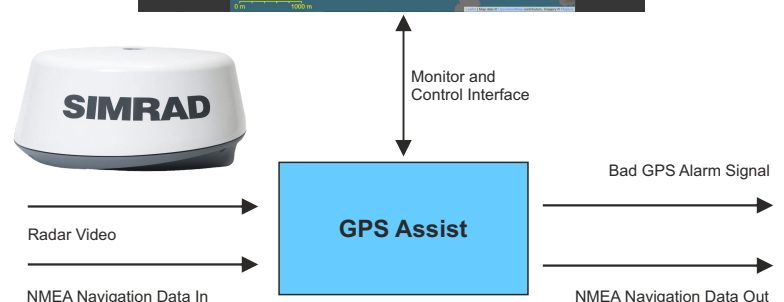 0 m 1000 m
Monitor and
Control Interface
SIMRAD
Bad GPS Alarm Signal
GPS Assist
Radar Video
NMEA Navigation Data In
NMEA Navigation Data Out